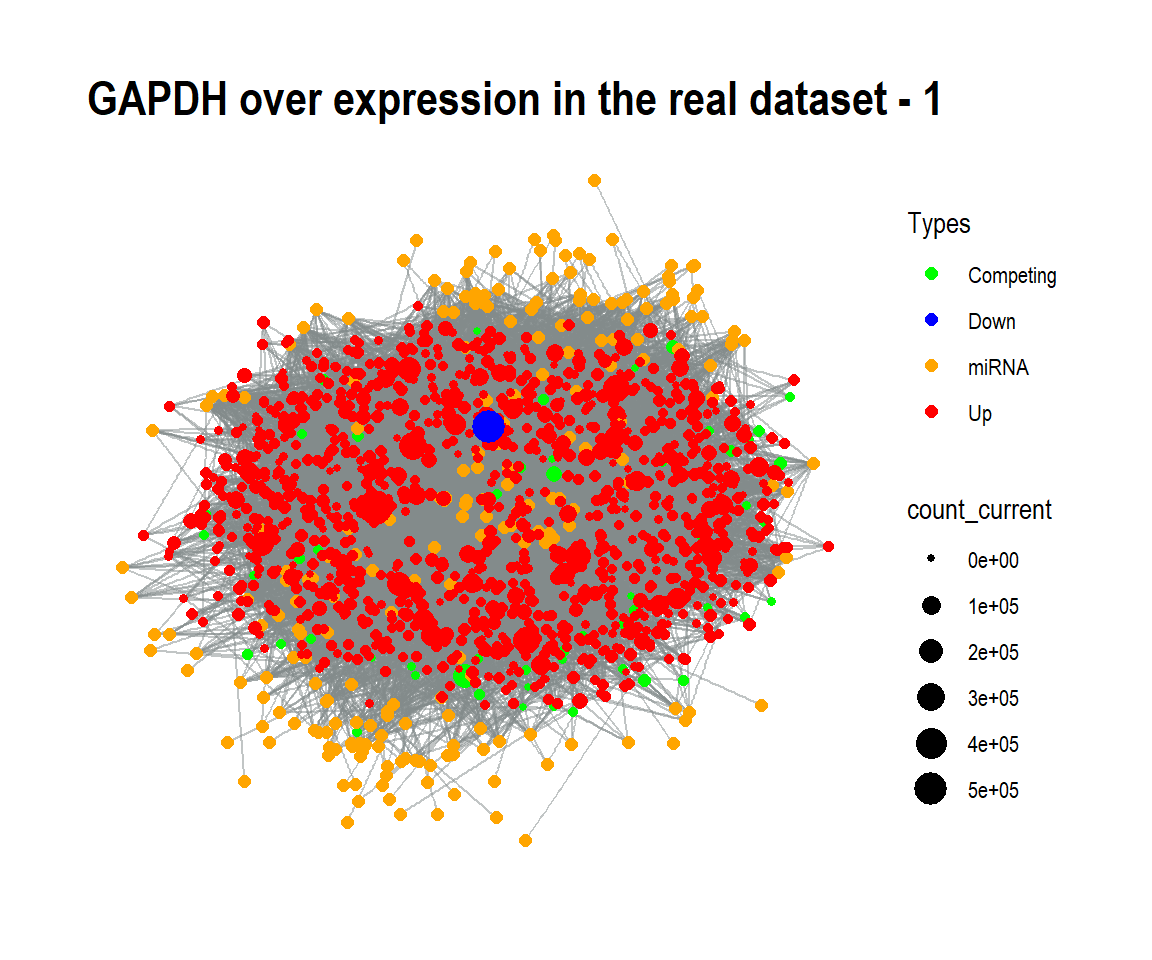 GAPDH over expression in the real dataset - 1
Types
Competing
Down
miRNA
Up
count_current
0e+00
1e+05
2e+05
3e+05
4e+05
5e+05